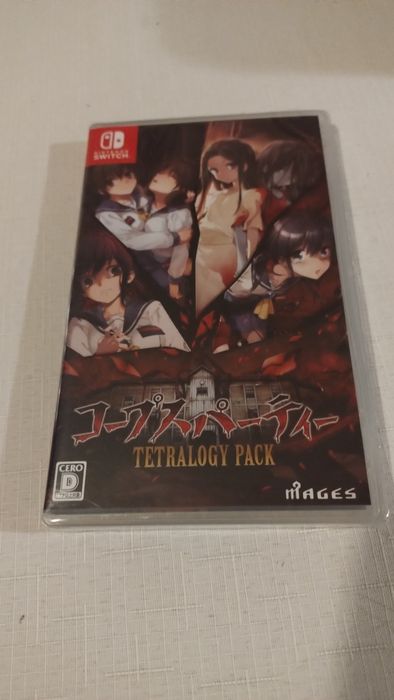 NINTENDO
SWITCH
コープスパーティー
TETRALOGY PACK
CERO
D
MAGES